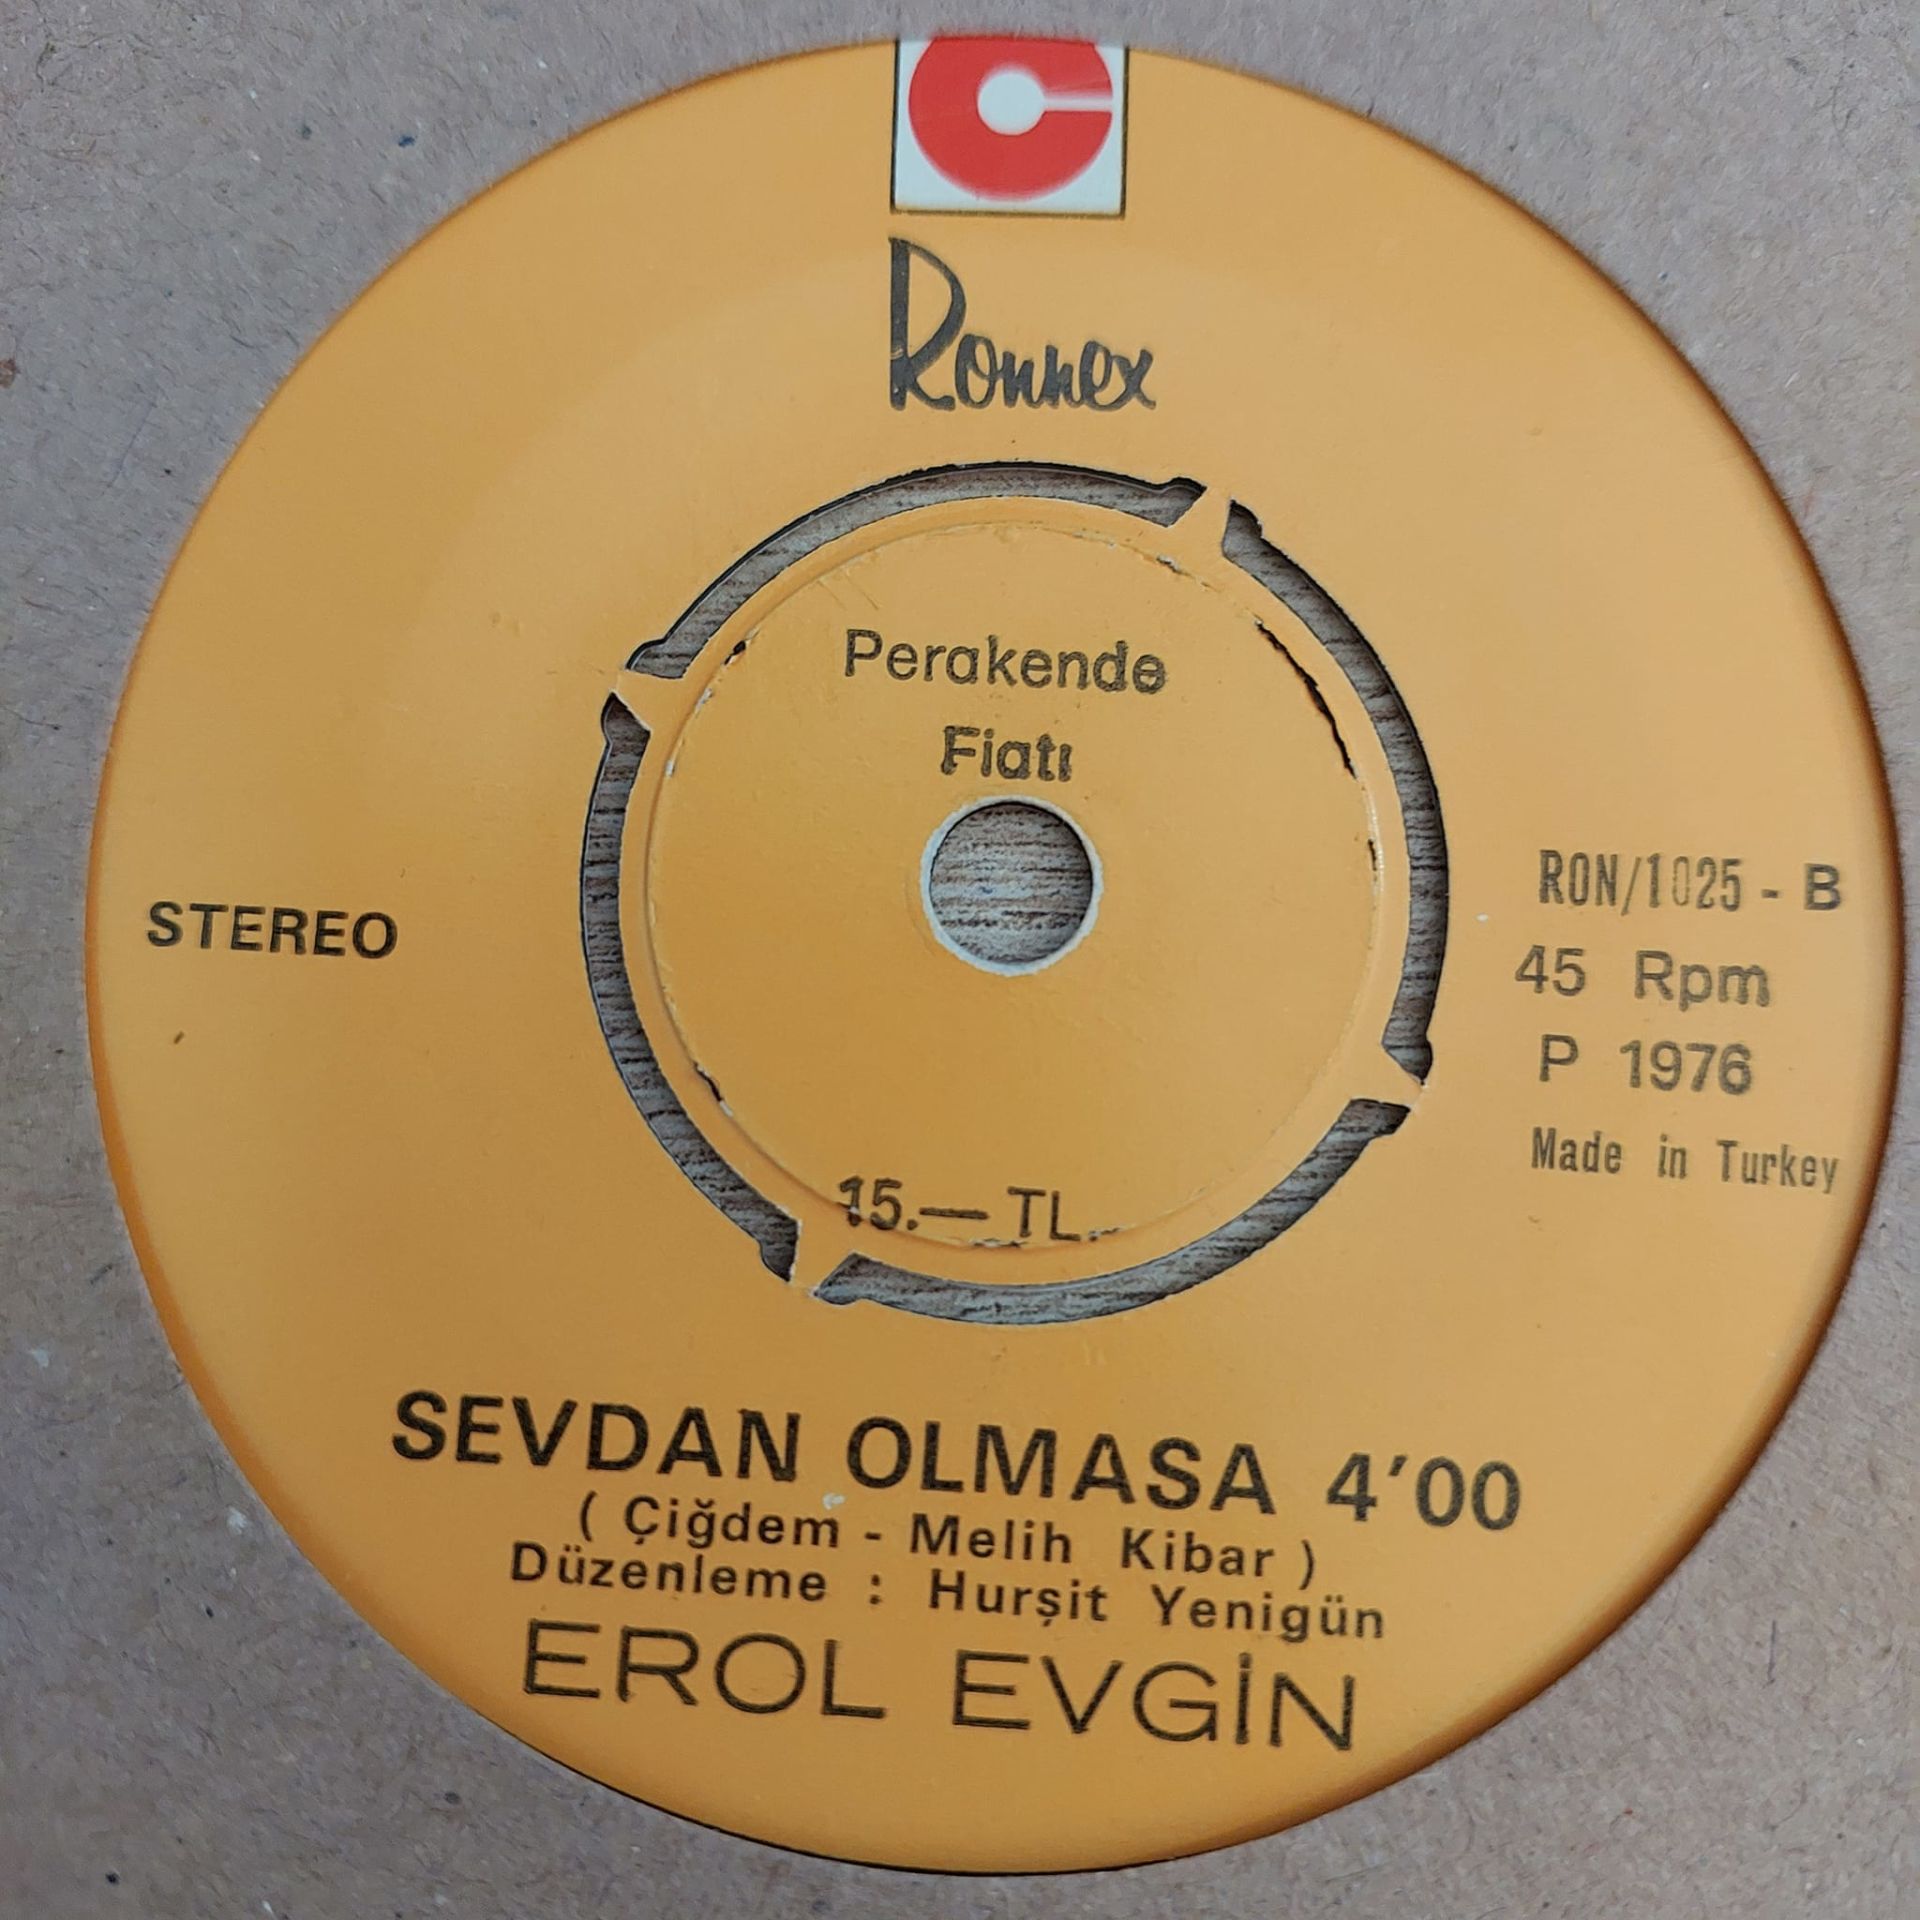 Ronnex
Perakende
Fiatı
STEREO
RON/1025 - B
45 Rpm
P 1976
Made in Turkey
15.— TL.
SEVDAN OLMASA 4'00
( Çiğdem - Melih Kibar )
Düzenleme : Hurşit Yenigün
EROL EVGİN